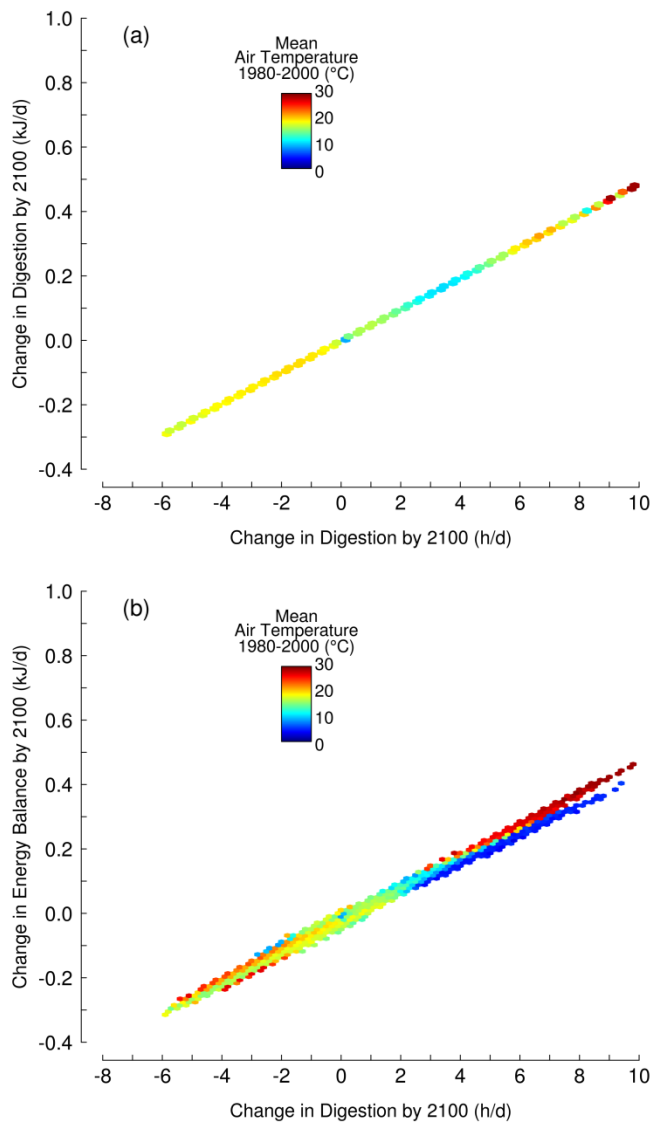 (a)
Mean
Air Temperature
1980-2000 (°C)
30
20
10
0
Change in Digestion by 2100 (kJ/d)
1.0
0.8
0.6
0.4
0.2
0.0
-0.2
-0.4
-8 -6 -4 -2 0 2 4 6 8 10
Change in Digestion by 2100 (h/d)
(b)
Mean
Air Temperature
1980-2000 (°C)
30
20
10
0
Change in Energy Balance by 2100 (kJ/d)
1.0
0.8
0.6
0.4
0.2
0.0
-0.2
-0.4
-8 -6 -4 -2 0 2 4 6 8 10
Change in Digestion by 2100 (h/d)